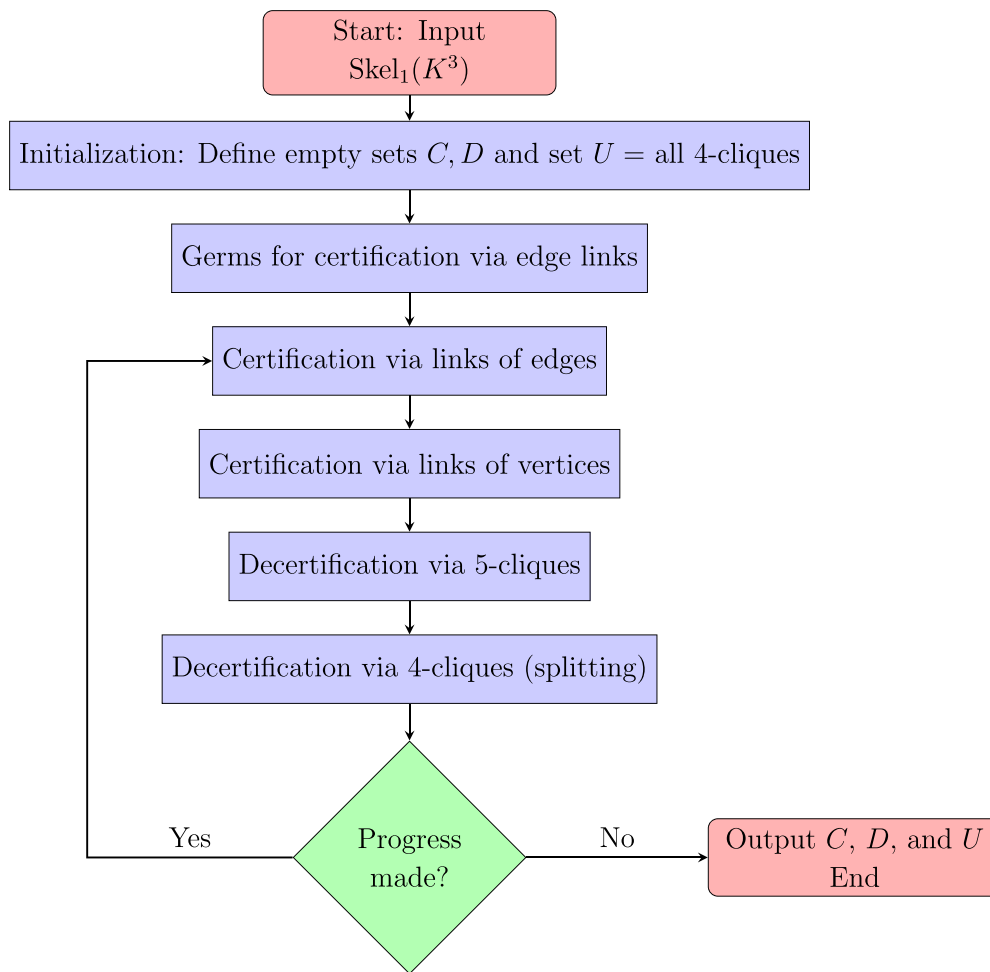 Start: Input
Skel₁(K³)
Initialization: Define empty sets C, D and set U = all 4-cliques
Germs for certification via edge links
Certification via links of edges
Certification via links of vertices
Decertification via 5-cliques
Decertification via 4-cliques (splitting)
Progress
made?
Yes
No
Output C, D, and U
End